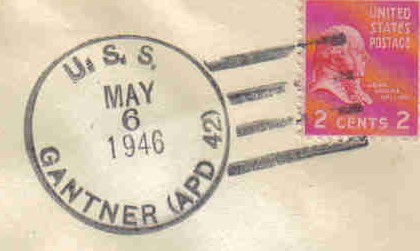 U. S. S.
MAY
6
1946
GANTNER (APD 42)
UNITED
STATES
POSTAGE
2 CENTS 2